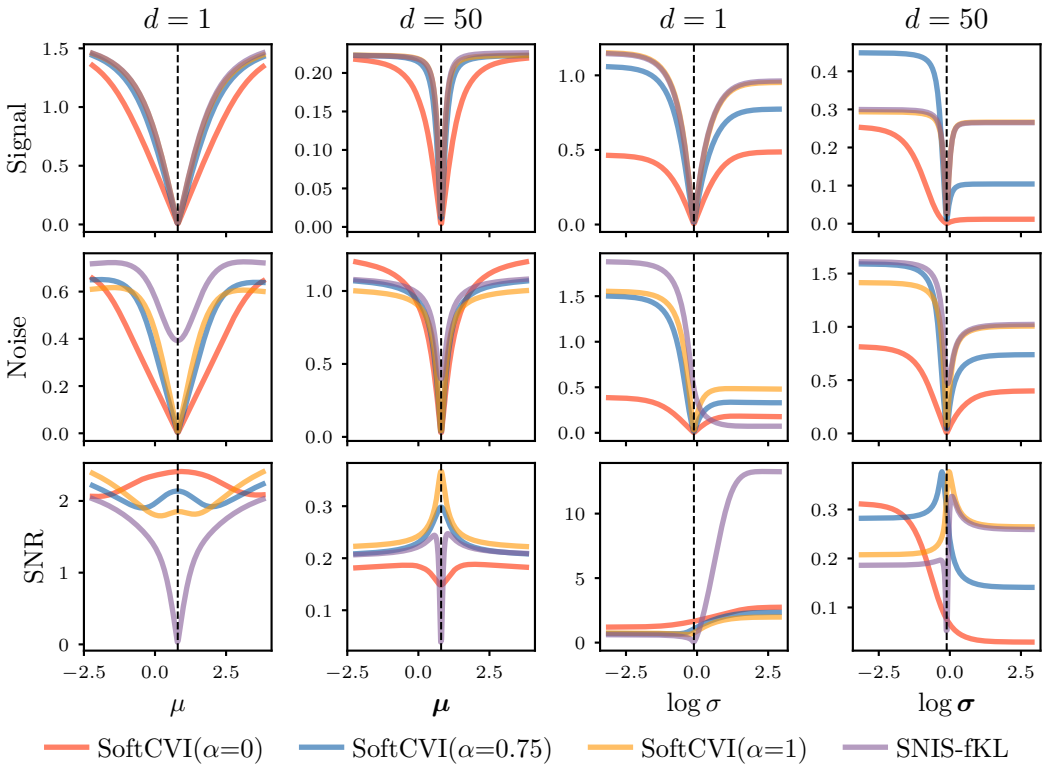 d = 1 d = 50 d = 1 d = 50
Signal
1.5 1.0 0.5 0.0
0.20 0.15 0.10 0.05 0.00
1.0 0.5 0.0
0.4 0.3 0.2 0.1 0.0
Noise
0.6 0.4 0.2 0.0
1.0 0.5 0.0
1.5 1.0 0.5 0.0
1.5 1.0 0.5 0.0
SNR
2 1 0
0.3 0.2 0.1
10 5 0
0.3 0.2 0.1
−2.5 0.0 2.5 −2.5 0.0 2.5 −2.5 0.0 2.5 −2.5 0.0 2.5
μ μ log σ log σ
SoftCVI(α=0) SoftCVI(α=0.75) SoftCVI(α=1) SNIS-fKL